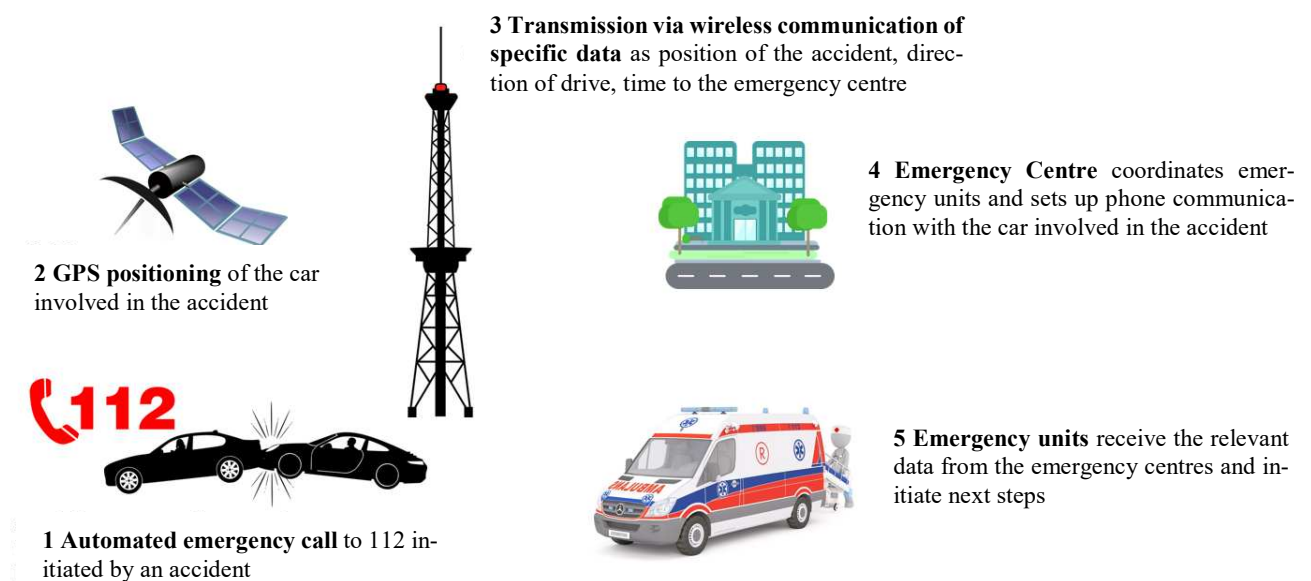 3 Transmission via wireless communication of
specific data as position of the accident, direc-
tion of drive, time to the emergency centre
4 Emergency Centre coordinates emer-
gency units and sets up phone communica-
tion with the car involved in the accident
2 GPS positioning of the car
involved in the accident
112
R
AMBULANS
5 Emergency units receive the relevant
data from the emergency centres and in-
itiate next steps
1 Automated emergency call to 112 in-
itiated by an accident